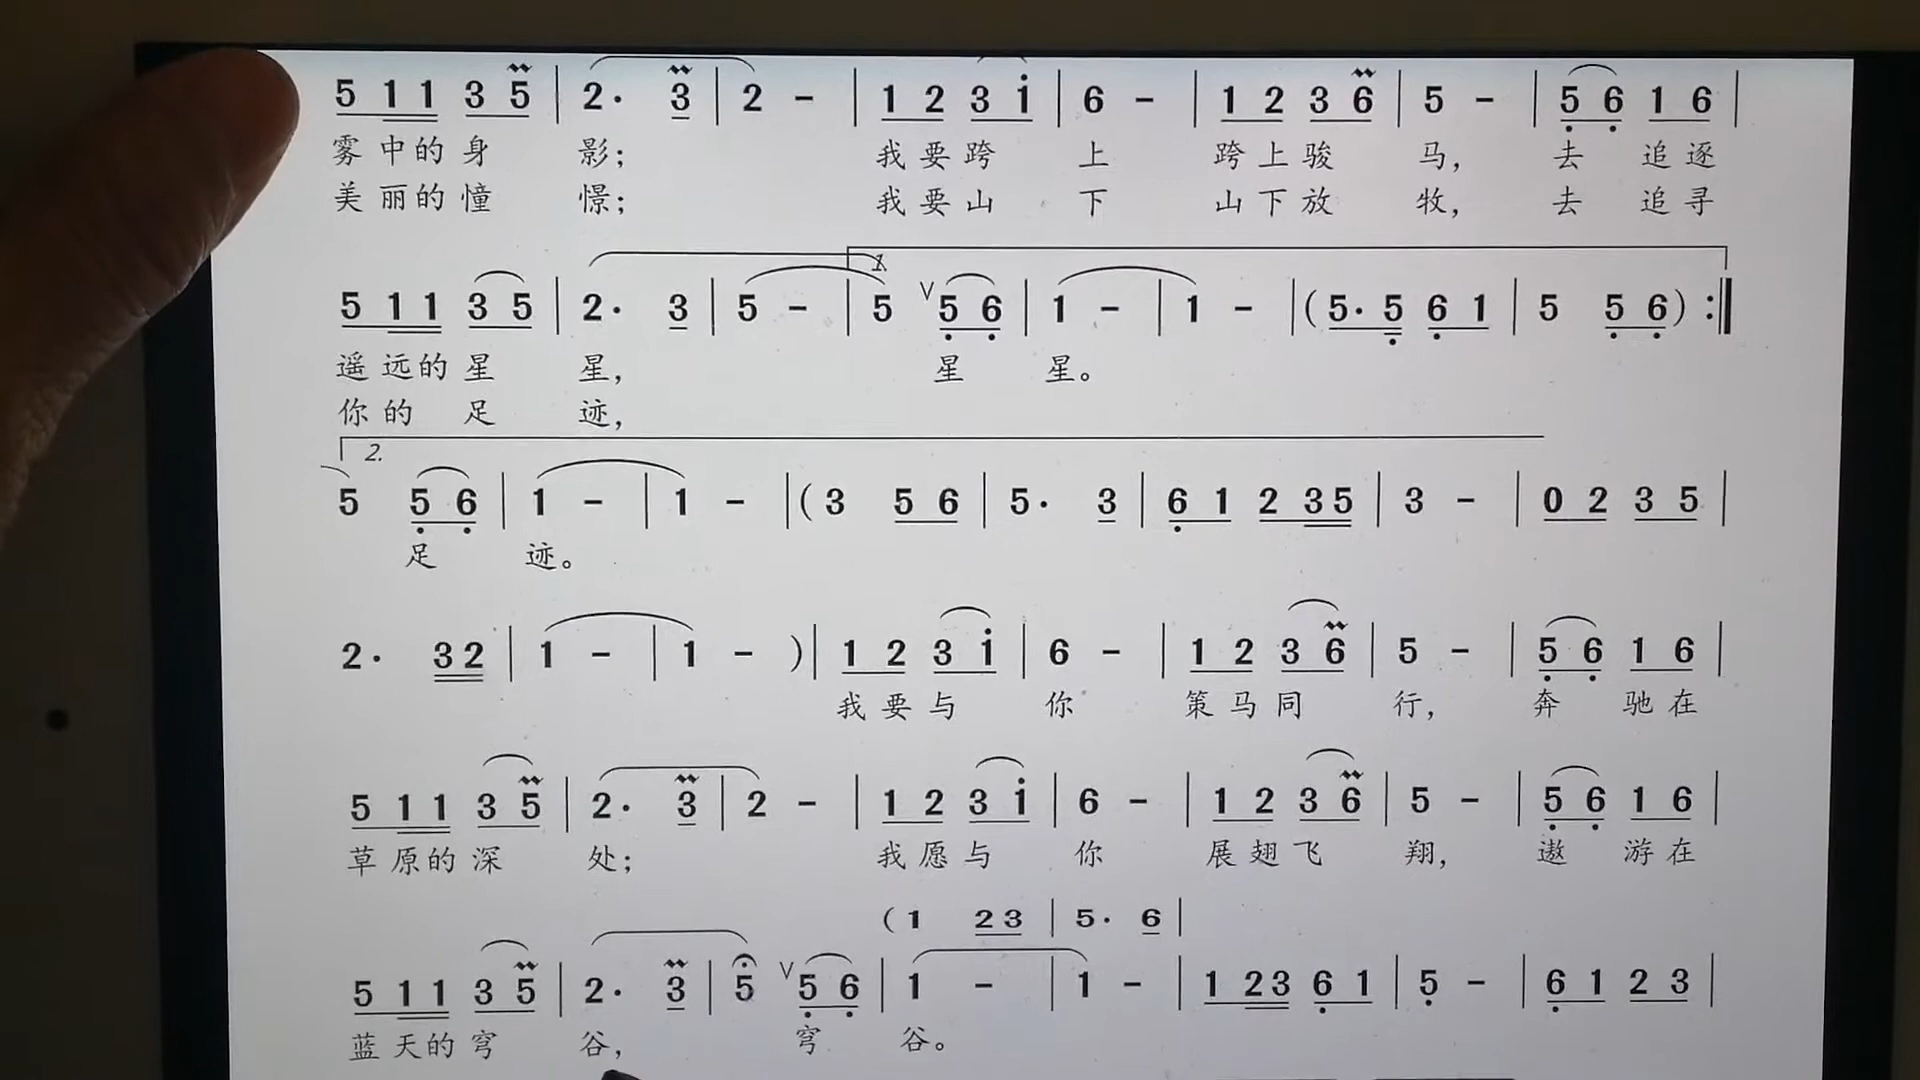 5 1 1 3 5 | 2· 3 | 2 - | 1 2 3 i | 6 - | 1 2 3 6 | 5 - | 5 6 1 6 |
雾中的身 影; 我要跨 上 跨上骏 马, 去 追逐
美丽的憧 憬; 我要山 下 山下放 牧, 去 追寻
1.
5 1 1 3 5 | 2· 3 | 5 - | 5 V 5 6 | 1 - | 1 - | (5· 5 6 1 | 5 5 6) :|
遥远的星 星, 星 星。
你的 足 迹,
2.
5 5 6 | 1 - | 1 - | (3 5 6 | 5· 3 | 6 1 2 3 5 | 3 - | 0 2 3 5 |
足 迹。
2· 3 2 | 1 - | 1 - ) | 1 2 3 i | 6 - | 1 2 3 6 | 5 - | 5 6 1 6 |
我要与 你 策马同 行, 奔 驰在
5 1 1 3 5 | 2· 3 | 2 - | 1 2 3 i | 6 - | 1 2 3 6 | 5 - | 5 6 1 6 |
草原的深 处; 我愿与 你 展翅飞 翔, 遨 游在
(1 2 3 | 5· 6 |
5 1 1 3 5 | 2· 3 | 5 V 5 6 | 1 - | 1 - | 1 2 3 6 1 | 5 - | 6 1 2 3 |
蓝天的穹 谷, 穹 谷。